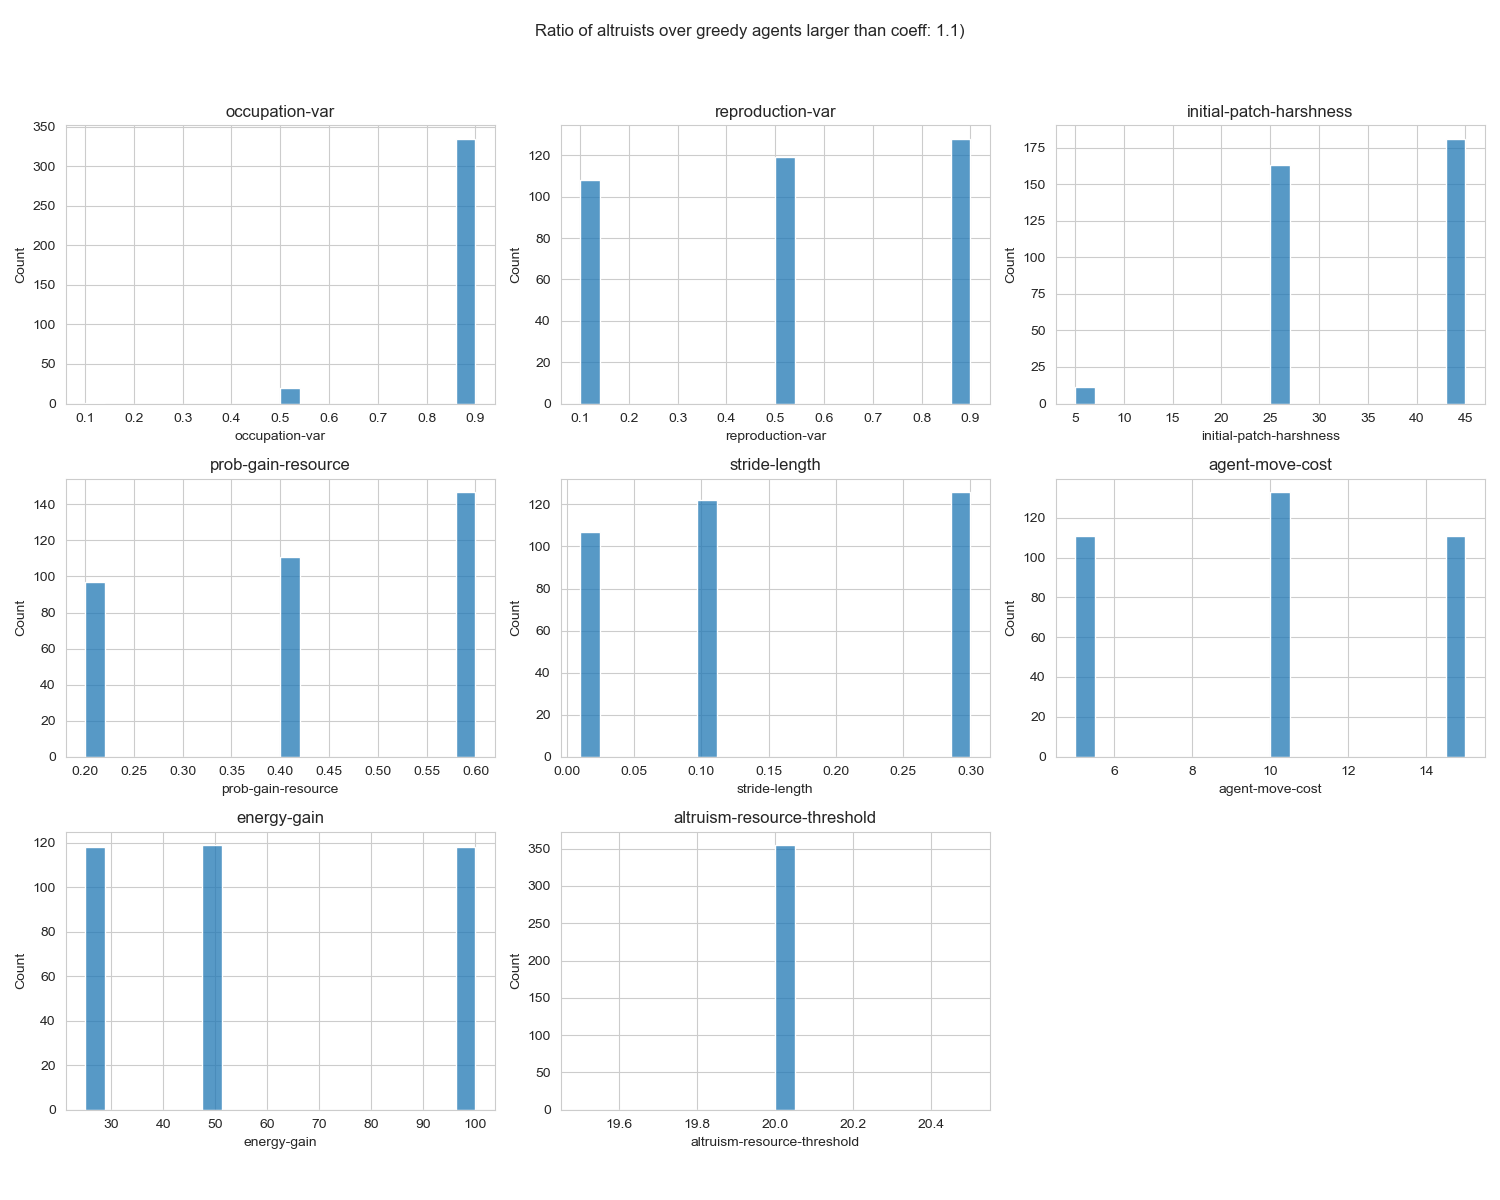 Ratio of altruists over greedy agents larger than coeff: 1.1)
occupation-var
350
300
250
200
150
100
50
0
Count
0.1 0.2 0.3 0.4 0.5 0.6 0.7 0.8 0.9
occupation-var
reproduction-var
120
100
80
60
40
20
0
Count
0.1 0.2 0.3 0.4 0.5 0.6 0.7 0.8 0.9
reproduction-var
initial-patch-harshness
175
150
125
100
75
50
25
0
Count
5 10 15 20 25 30 35 40 45
initial-patch-harshness
prob-gain-resource
140
120
100
80
60
40
20
0
Count
0.20 0.25 0.30 0.35 0.40 0.45 0.50 0.55 0.60
prob-gain-resource
stride-length
120
100
80
60
40
20
0
Count
0.00 0.05 0.10 0.15 0.20 0.25 0.30
stride-length
agent-move-cost
120
100
80
60
40
20
0
Count
6 8 10 12 14
agent-move-cost
energy-gain
120
100
80
60
40
20
0
Count
30 40 50 60 70 80 90 100
energy-gain
altruism-resource-threshold
350
300
250
200
150
100
50
0
Count
19.6 19.8 20.0 20.2 20.4
altruism-resource-threshold